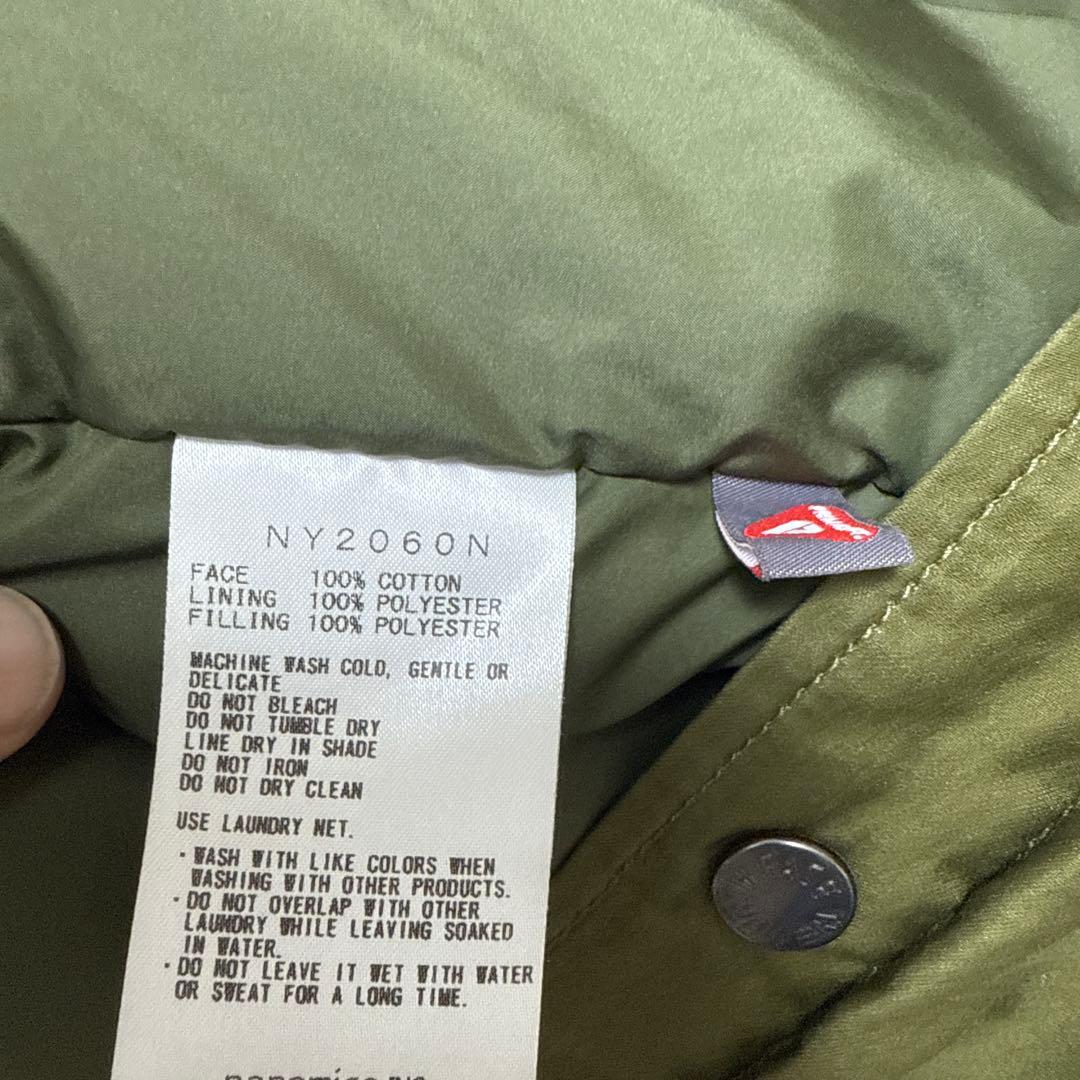 NY2060N
FACE 100% COTTON
LINING 100% POLYESTER
FILLING 100% POLYESTER
MACHINE WASH COLD, GENTLE OR
DELICATE
DO NOT BLEACH
DO NOT TUMBLE DRY
LINE DRY IN SHADE
DO NOT IRON
DO NOT DRY CLEAN
USE LAUNDRY NET.
・WASH WITH LIKE COLORS WHEN
WASHING WITH OTHER PRODUCTS.
・DO NOT OVERLAP WITH OTHER
LAUNDRY WHILE LEAVING SOAKED
IN WATER.
・DO NOT LEAVE IT WET WITH WATER
OR SWEAT FOR A LONG TIME.